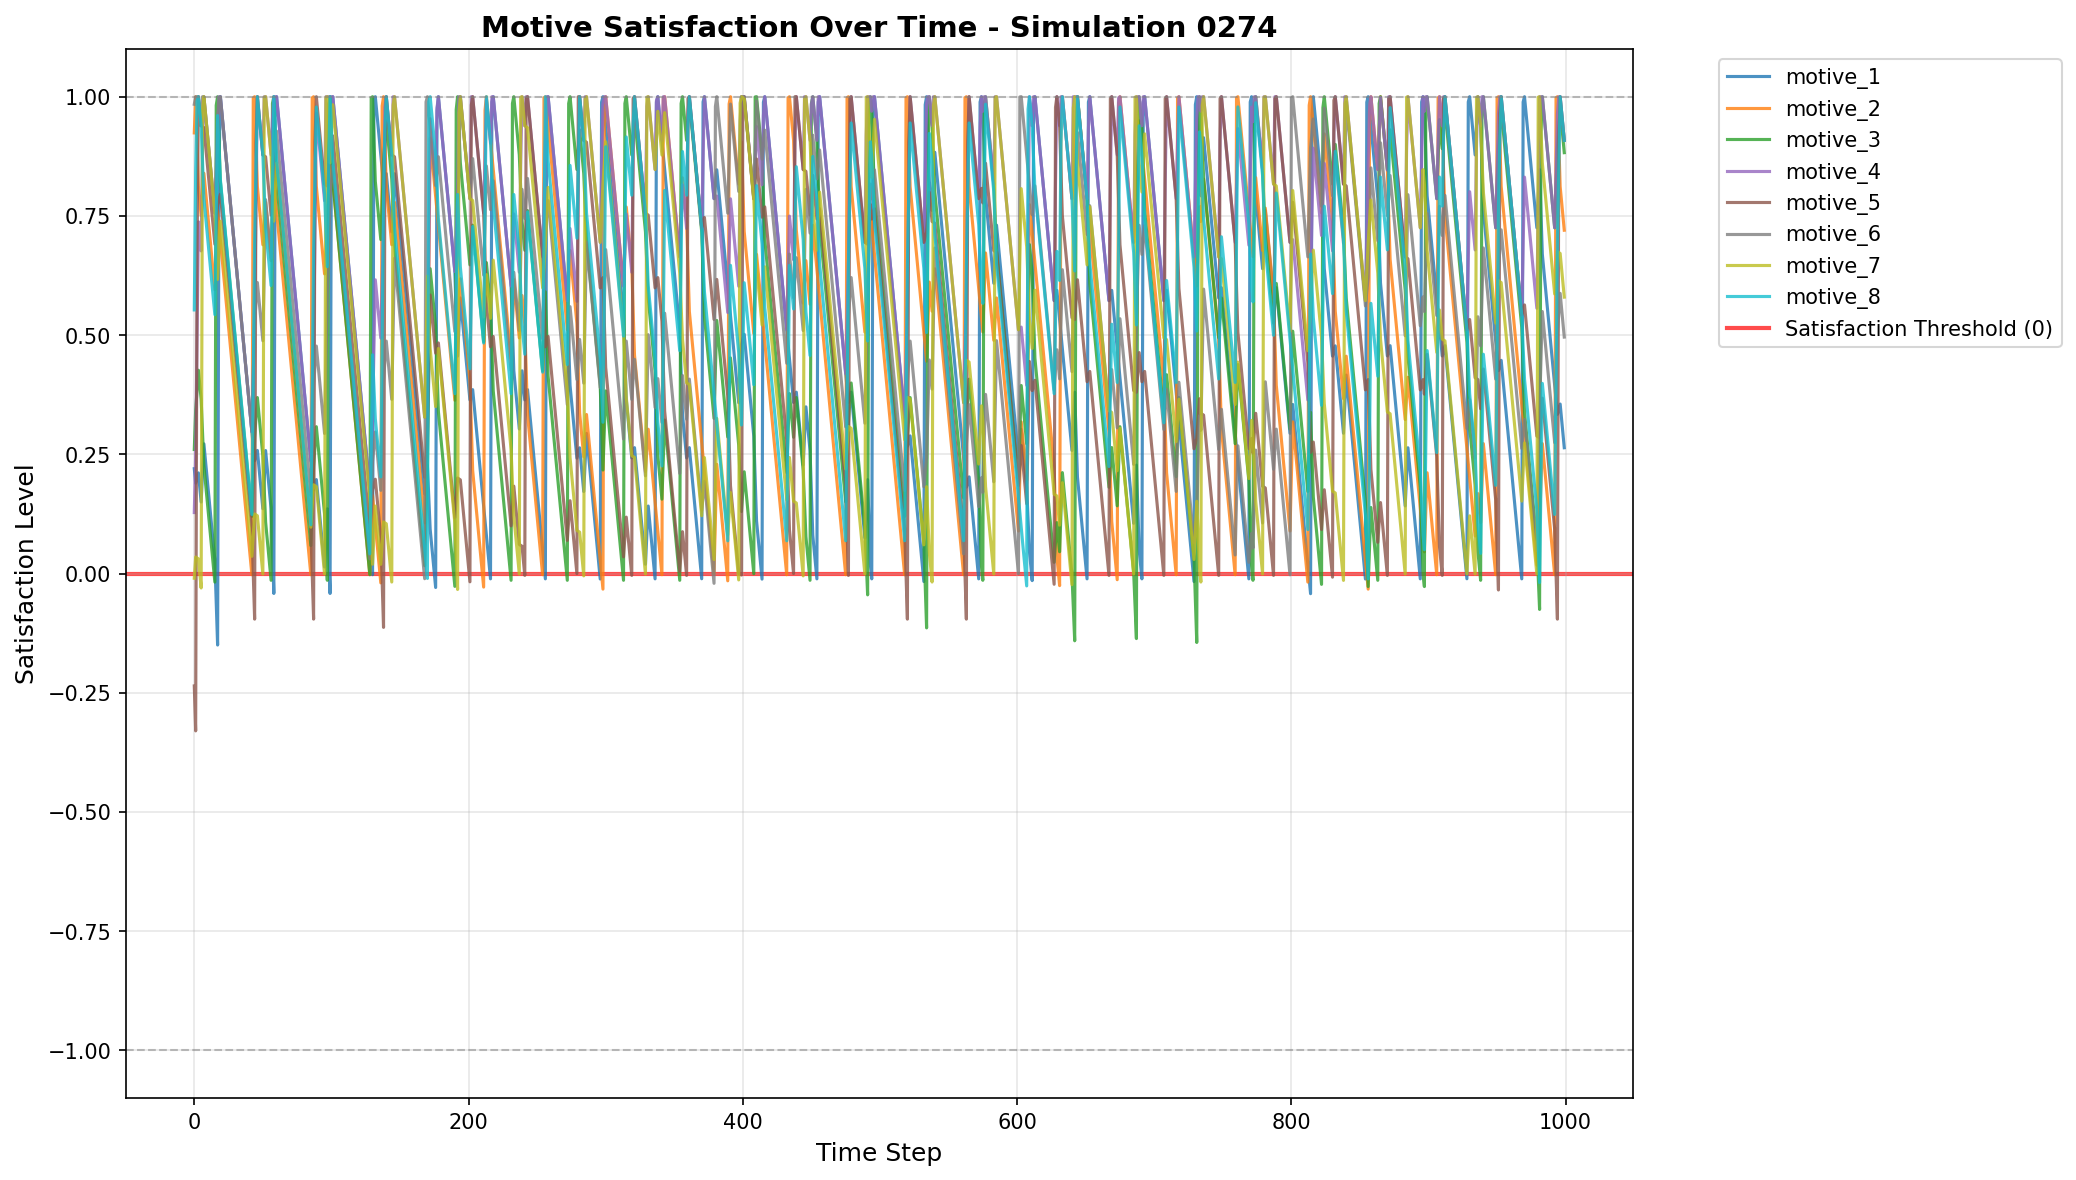 Motive Satisfaction Over Time - Simulation 0274
Satisfaction Level
1.00
0.75
0.50
0.25
0.00
−0.25
−0.50
−0.75
−1.00
0
200
400
600
800
1000
Time Step
motive_1
motive_2
motive_3
motive_4
motive_5
motive_6
motive_7
motive_8
Satisfaction Threshold (0)